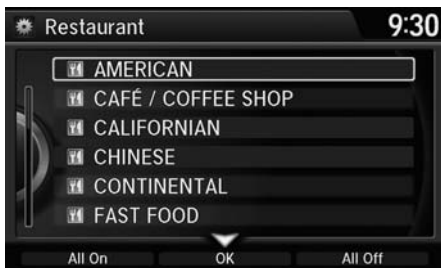 Restaurant 9:30
AMERICAN
CAFÉ / COFFEE SHOP
CALIFORNIAN
CHINESE
CONTINENTAL
FAST FOOD
All On OK All Off